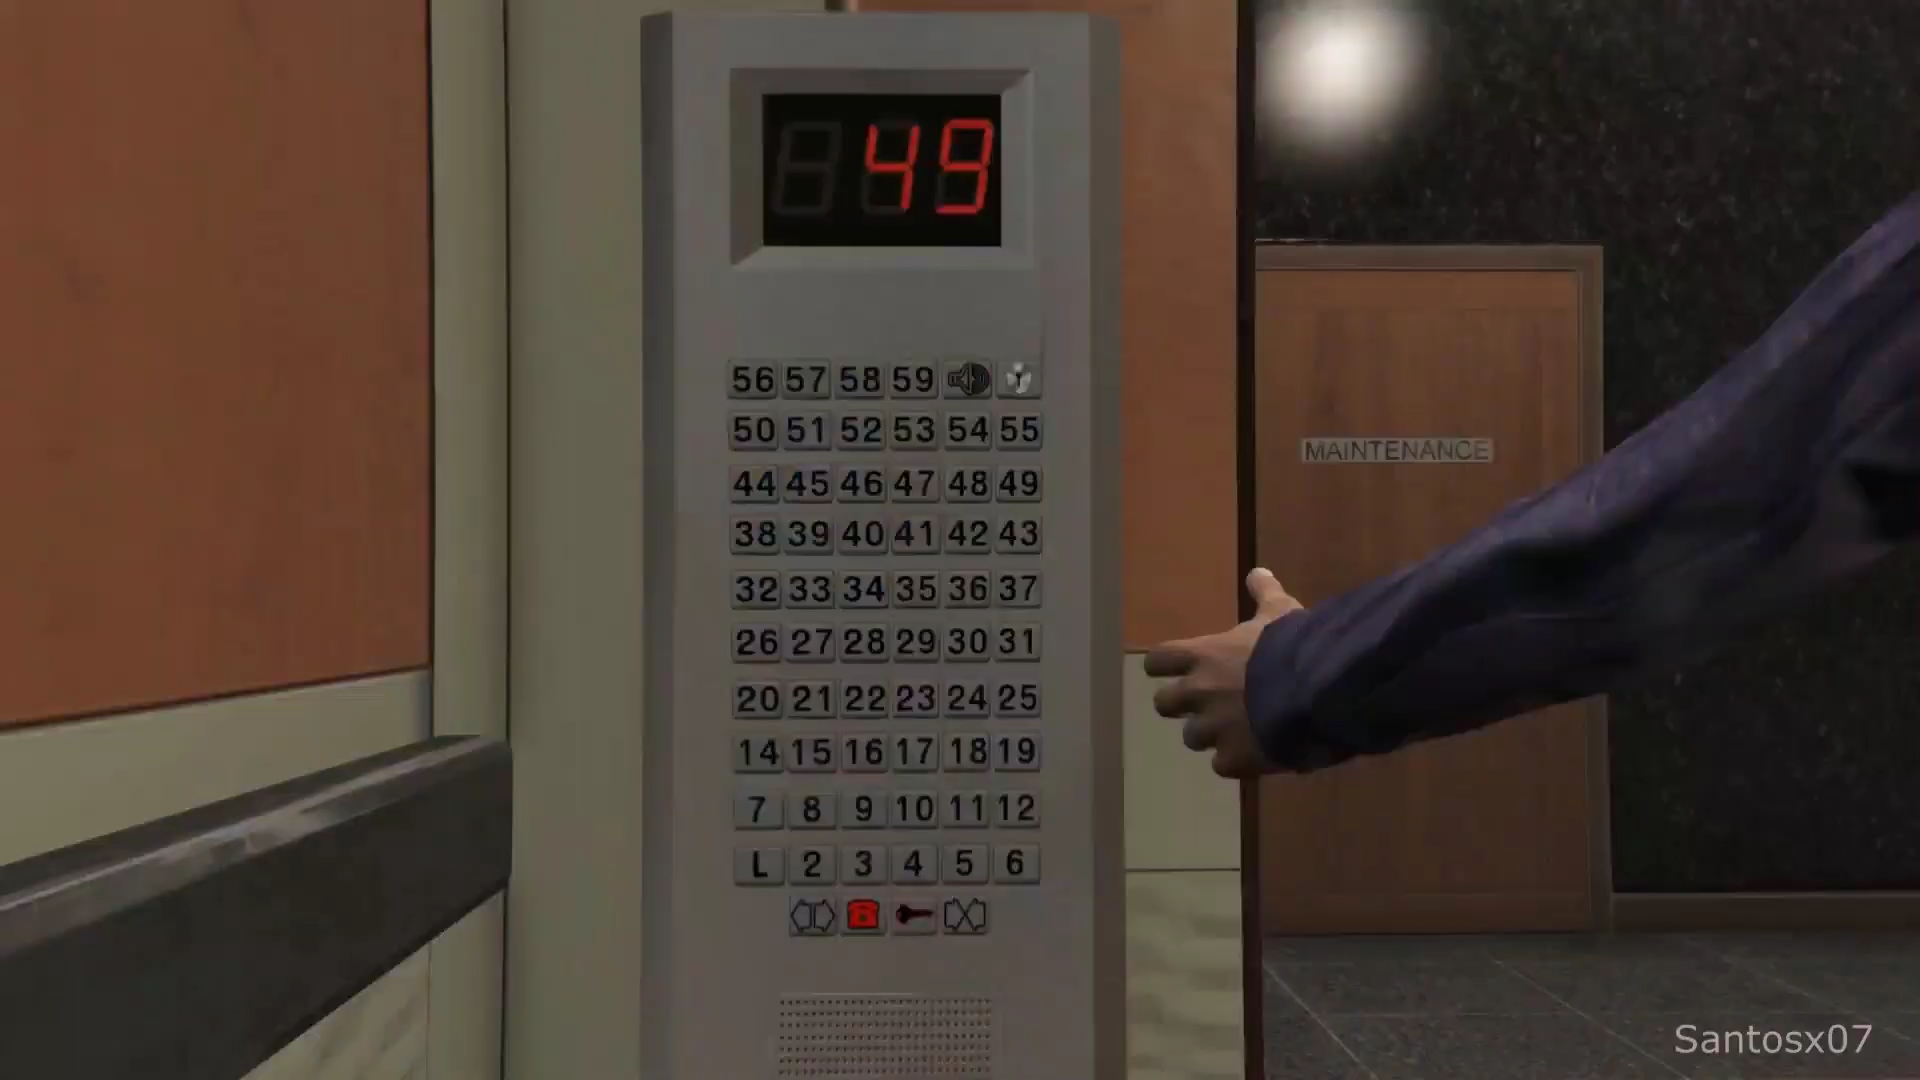 49
56 57 58 59
50 51 52 53 54 55
44 45 46 47 48 49
MAINTENANCE
38 39 40 41 42 43
32 33 34 35 36 37
26 27 28 29 30 31
20 21 22 23 24 25
14 15 16 17 18 19
7 8 9 10 11 12
L 2 3 4 5 6
Santosx07